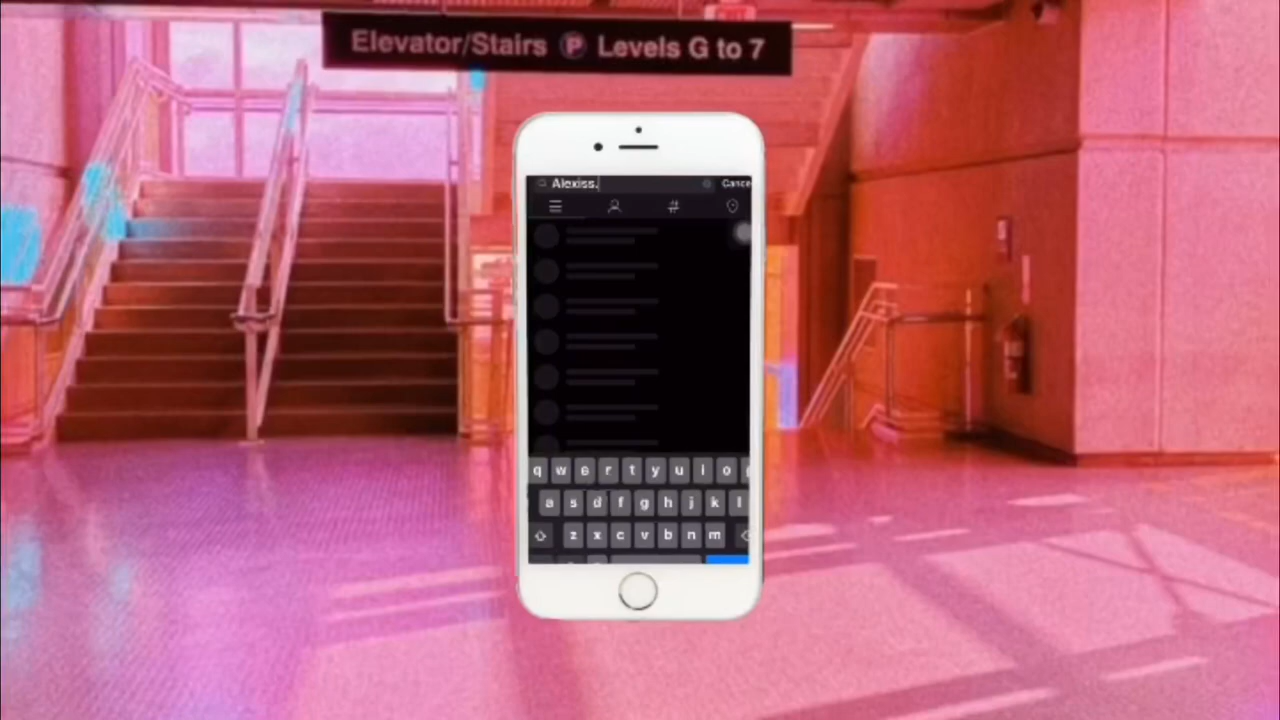 Elevator/Stairs P Levels G to 7
Alexiss. Cance
#
q w e r t y u i o
a s d f g h j k l
z x c v b n m